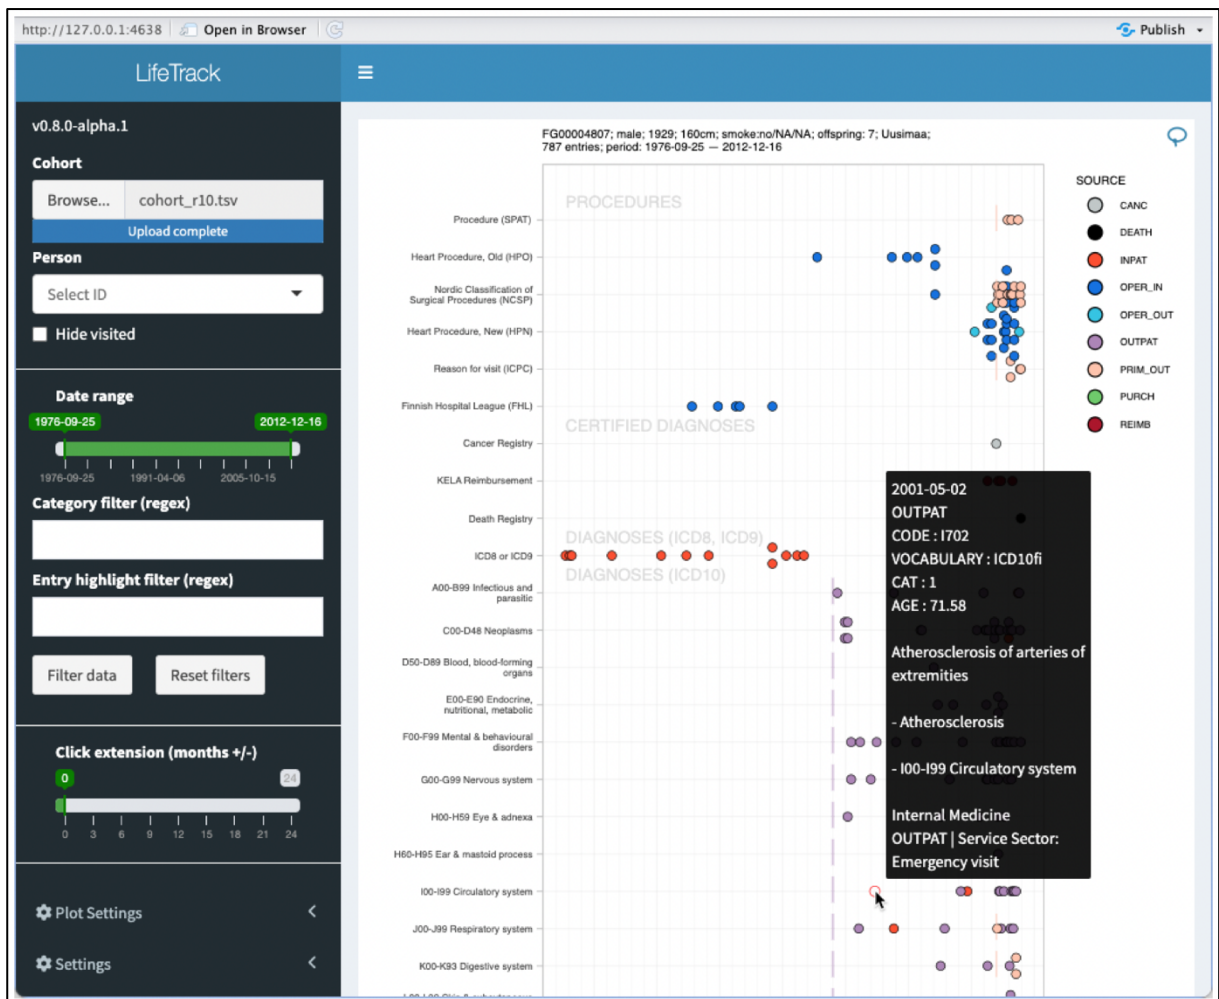 http://127.0.0.1:4638
Open in Browser
Publish
LifeTrack
v0.8.0-alpha.1
Cohort
Browse...
cohort_r10.tsv
Upload complete
Person
Select ID
Hide visited
Date range
1976-09-25
2012-12-16
1976-09-25
1991-04-06
2005-10-15
Category filter (regex)
Entry highlight filter (regex)
Filter data
Reset filters
Click extension (months +/-)
0
24
0 3 6 9 12 15 18 21 24
Plot Settings
Settings
FG00004807; male; 1929; 160cm; smoke:no/NA/NA; offspring: 7; Uusimaa;
787 entries; period: 1976-09-25 — 2012-12-16
PROCEDURES
Procedure (SPAT)
Heart Procedure, Old (HPO)
Nordic Classification of
Surgical Procedures (NCSP)
Heart Procedure, New (HPN)
Reason for visit (ICPC)
Finnish Hospital League (FHL)
CERTIFIED DIAGNOSES
Cancer Registry
KELA Reimbursement
Death Registry
DIAGNOSES (ICD8, ICD9)
ICD8 or ICD9
DIAGNOSES (ICD10)
A00-B99 Infectious and
parasitic
C00-D48 Neoplasms
D50-D89 Blood, blood-forming
organs
E00-E90 Endocrine,
nutritional, metabolic
F00-F99 Mental & behavioural
disorders
G00-G99 Nervous system
H00-H59 Eye & adnexa
H60-H95 Ear & mastoid process
I00-I99 Circulatory system
J00-J99 Respiratory system
K00-K93 Digestive system
SOURCE
CANC
DEATH
INPAT
OPER_IN
OPER_OUT
OUTPAT
PRIM_OUT
PURCH
REIMB
2001-05-02
OUTPAT
CODE : I702
VOCABULARY : ICD10fi
CAT : 1
AGE : 71.58
Atherosclerosis of arteries of
extremities
- Atherosclerosis
- I00-I99 Circulatory system
Internal Medicine
OUTPAT | Service Sector:
Emergency visit